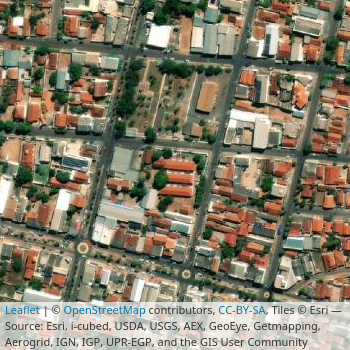 Leaflet | © OpenStreetMap contributors, CC-BY-SA, Tiles © Esri —
Source: Esri, i-cubed, USDA, USGS, AEX, GeoEye, Getmapping,
Aerogrid, IGN, IGP, UPR-EGP, and the GIS User Community